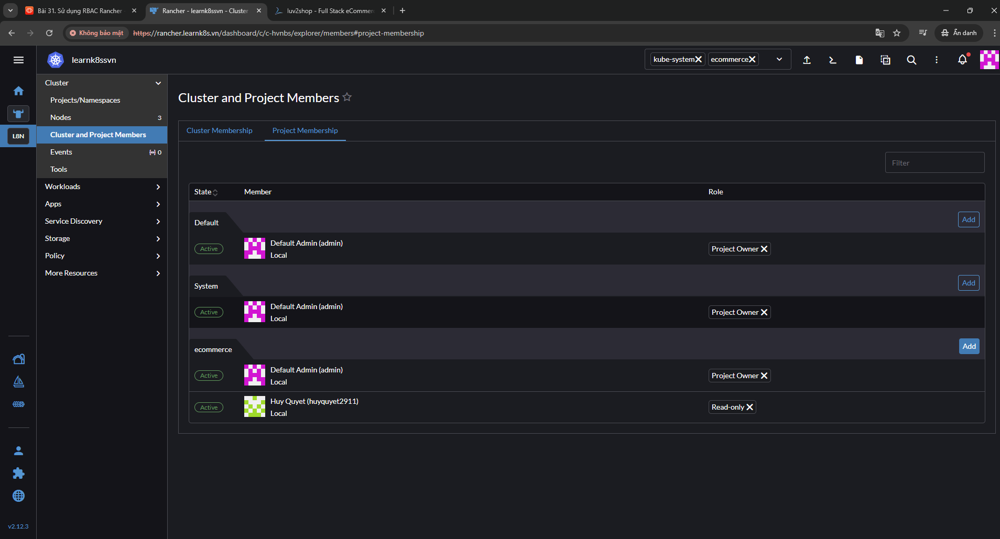 Bài 31. Sử dụng RBAC Rancher
Rancher - learnk8ssvn - Cluster
luv2shop - Full Stack eCommer
Không bảo mật
https://rancher.learnk8s.vn/dashboard/c/c-hvnbs/explorer/members#project-membership
Ẩn danh
learnk8ssvn
kube-system
ecommerce
L8N
v2.12.3
Cluster
Projects/Namespaces
Nodes 3
Cluster and Project Members
Events 0
Tools
Workloads
Apps
Service Discovery
Storage
Policy
More Resources
Cluster and Project Members
Cluster Membership Project Membership
Filter
State Member Role
Default Add
Active Default Admin (admin) Project Owner
Local
System Add
Active Default Admin (admin) Project Owner
Local
ecommerce Add
Active Default Admin (admin) Project Owner
Local
Active Huy Quyet (huyquyet2911) Read-only
Local